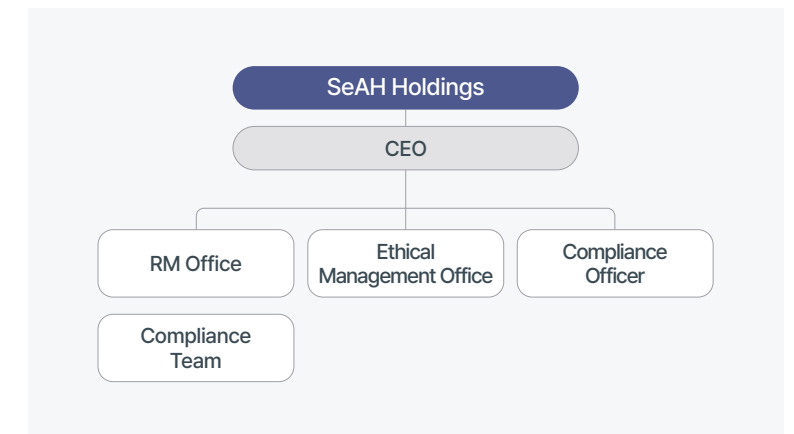 SeAH Holdings
CEO
RM Office
Ethical
Management Office
Compliance
Officer
Compliance
Team